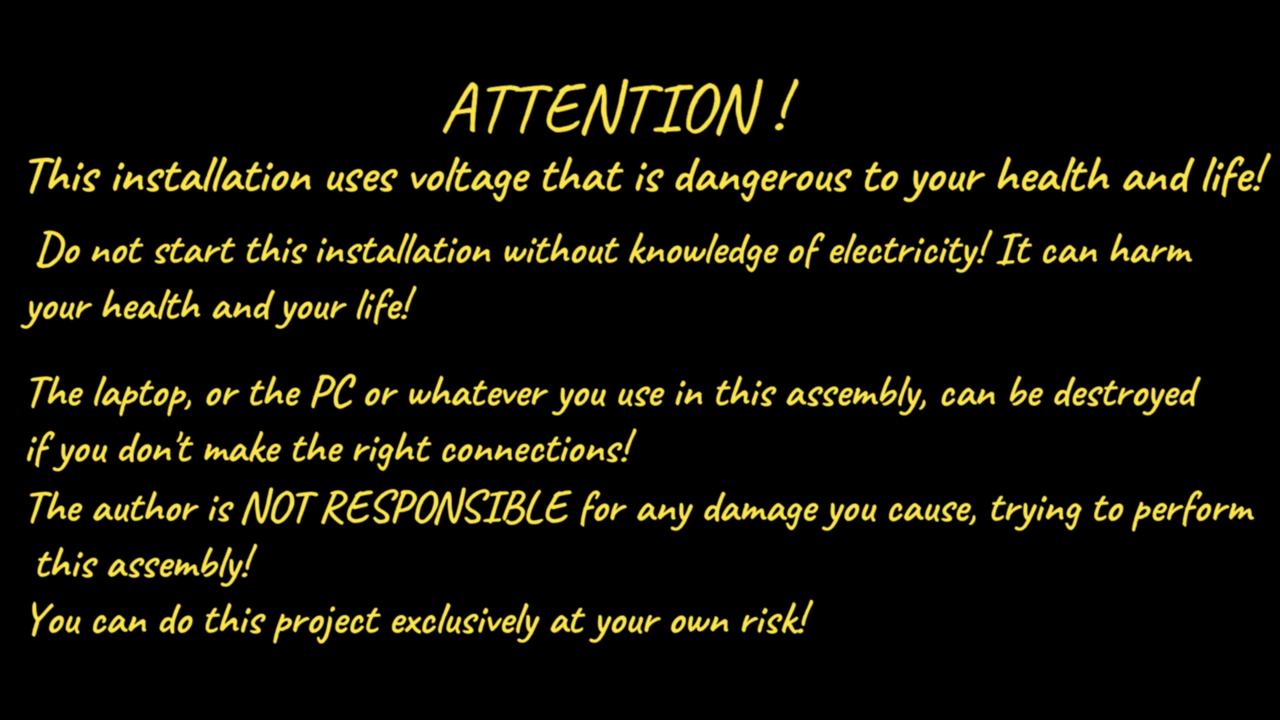 ATTENTION !
This installation uses voltage that is dangerous to your health and life!
Do not start this installation without knowledge of electricity! It can harm
your health and your life!
The laptop, or the PC or whatever you use in this assembly, can be destroyed
if you don't make the right connections!
The author is NOT RESPONSIBLE for any damage you cause, trying to perform
this assembly!
You can do this project exclusively at your own risk!